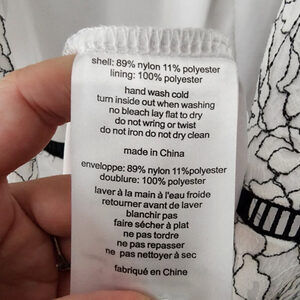 shell: 89% nylon 11% polyester
lining: 100% polyester
hand wash cold
turn inside out when washing
no bleach lay flat to dry
do not wring or twist
do not iron do not dry clean
made in China
enveloppe: 89% nylon 11%polyester
doublure: 100% polyester
laver à la main à l'eau froide
retourner avant de laver
blanchir pas
faire sécher à plat
ne pas tordre
ne pas repasser
ne pas nettoyer à sec
fabriqué en Chine